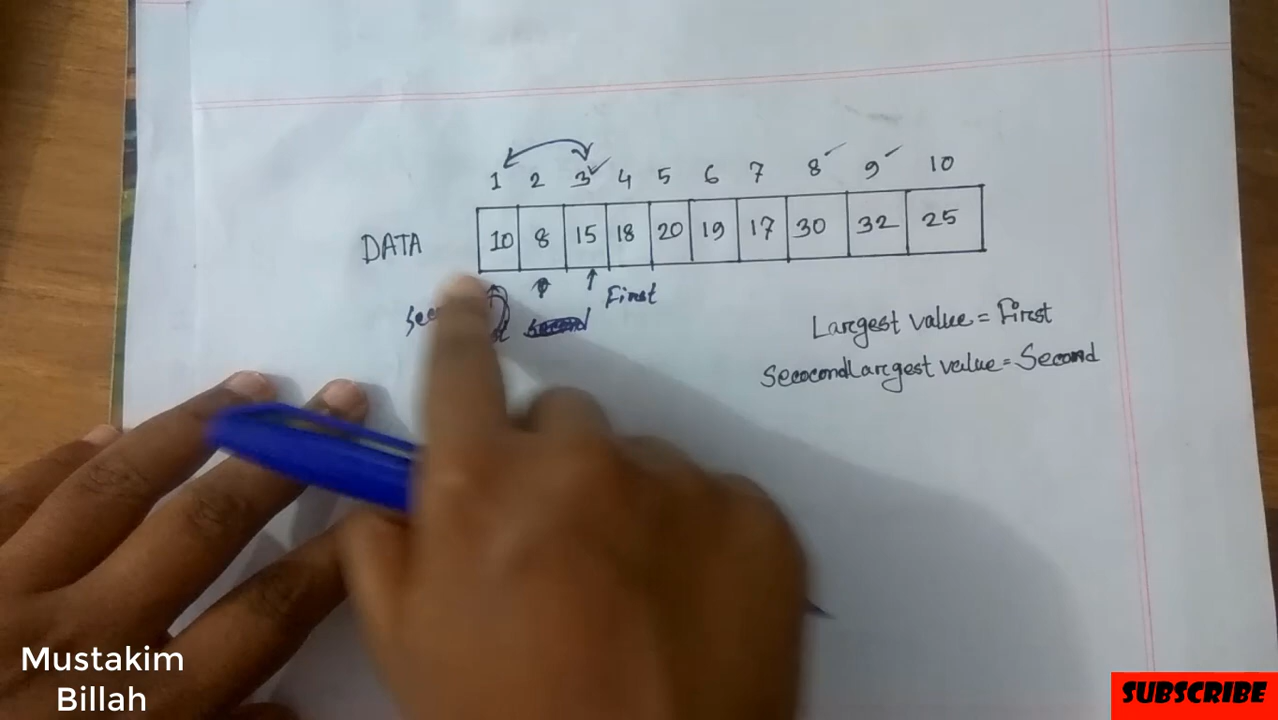 1 2 3 4 5 6 7 8 9 10
DATA 10 8 15 18 20 19 17 30 32 25
First
Largest value = First
Sececond Largest value = Second
Mustakim
Billah
SUBSCRIBE